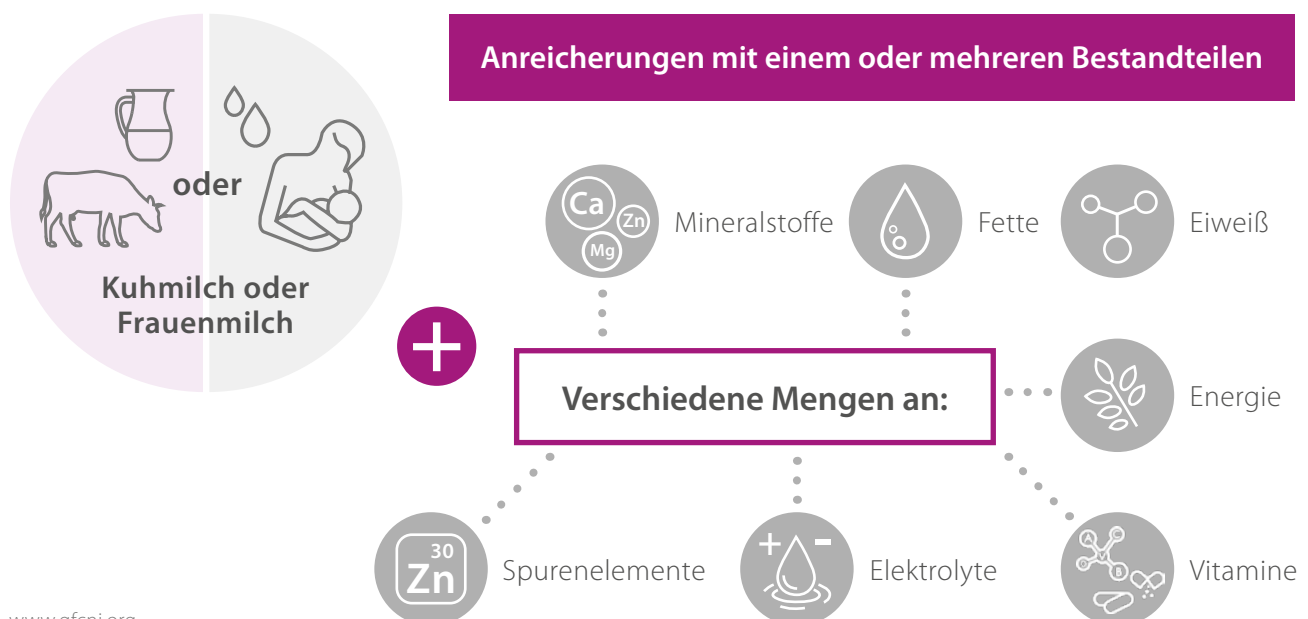 Anreicherungen mit einem oder mehreren Bestandteilen
oder
Kuhmilch oder
Frauenmilch
Ca
Zn
Mg
Mineralstoffe
Fette
Eiweiß
+
Verschiedene Mengen an:
Energie
30
Zn
Spurenelemente
+ −
Elektrolyte
A
C
V
D
B
Vitamine